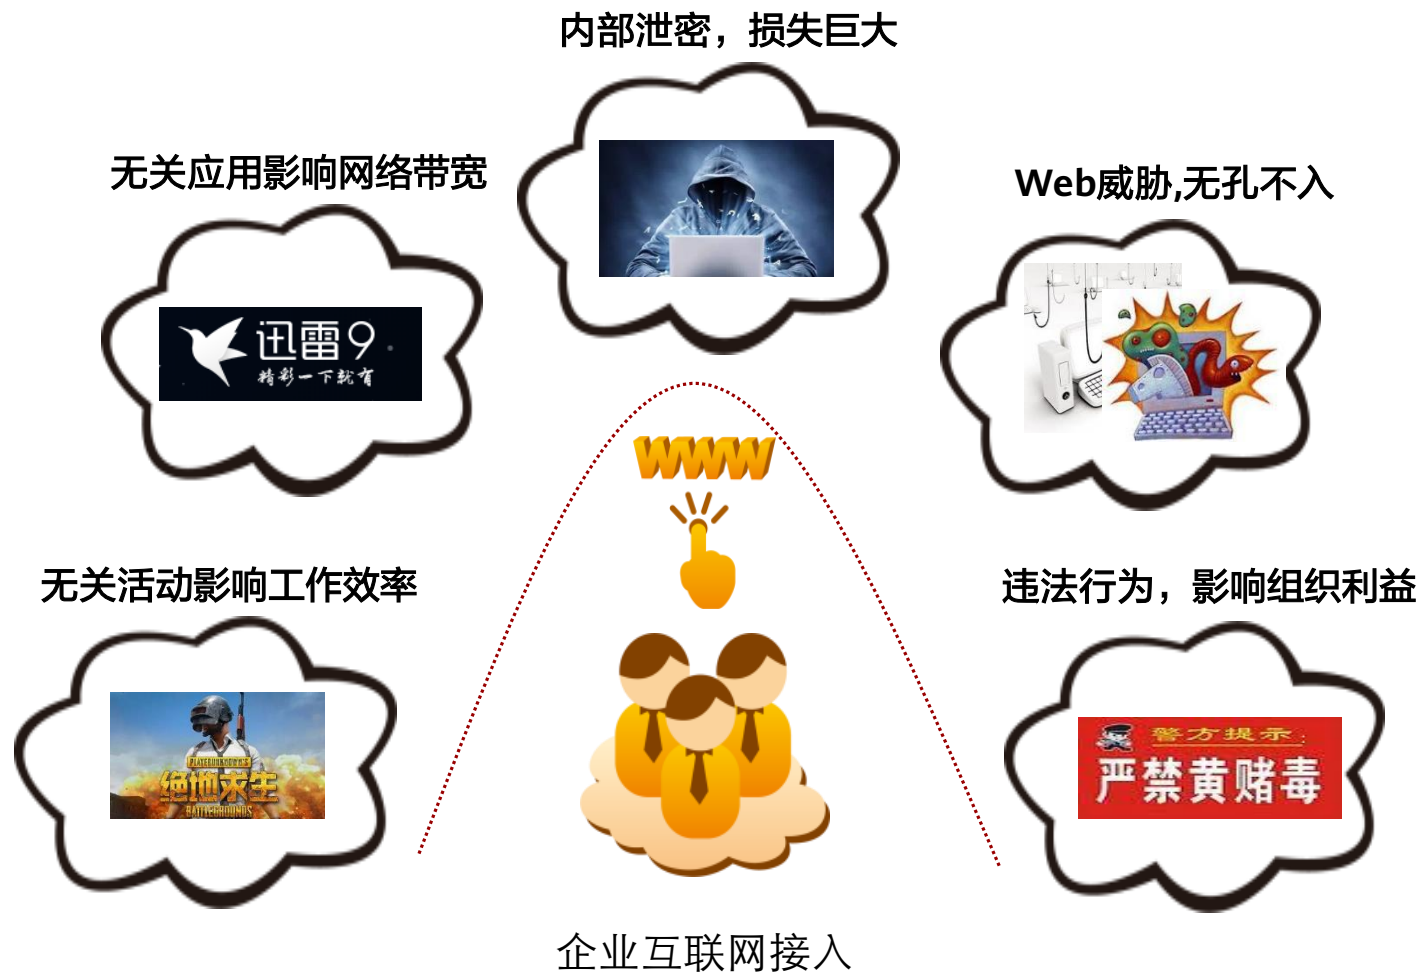 内部泄密，损失巨大
无关应用影响网络带宽
Web威胁,无孔不入
迅雷9
精彩一下就有
WWW
无关活动影响工作效率
违法行为，影响组织利益
PLAYERUNKNOWN'S
绝地求生
BATTLEGROUNDS
警方提示:
严禁黄赌毒
企业互联网接入